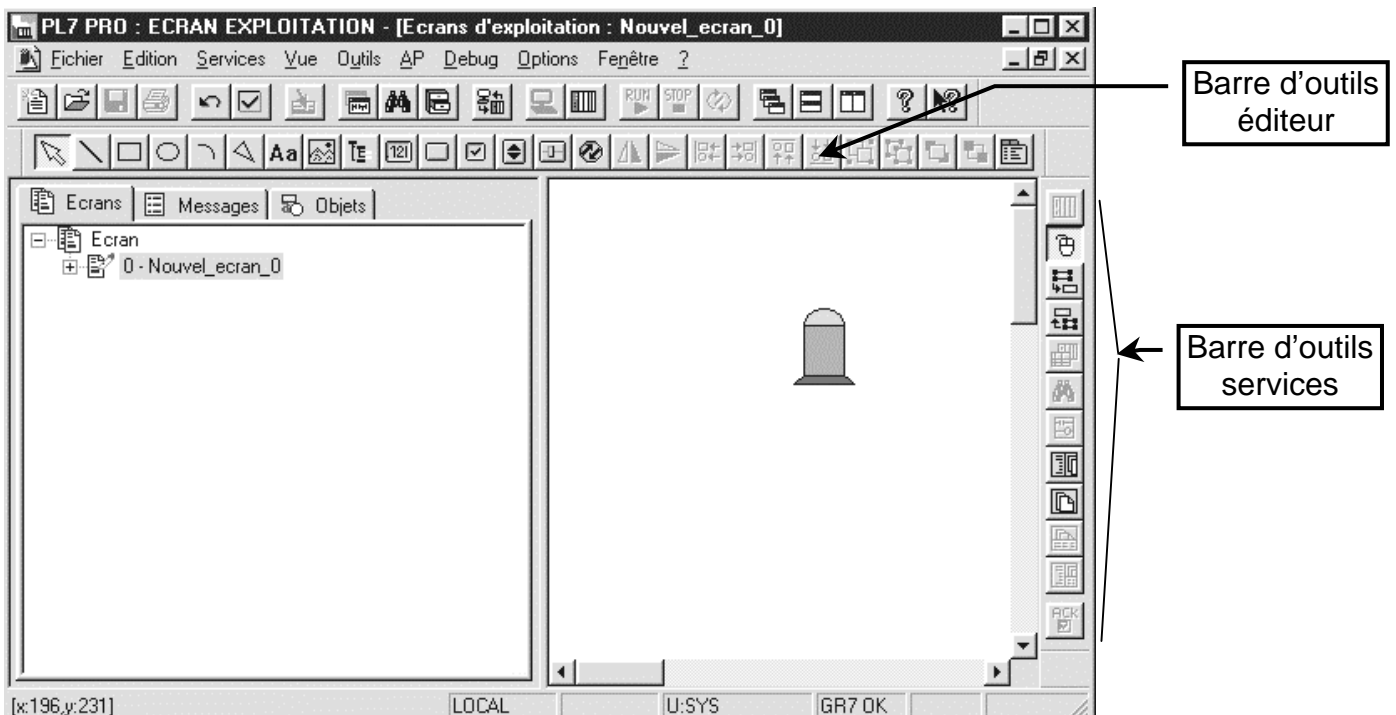 PL7 PRO : ECRAN EXPLOITATION - [Ecrans d'exploitation : Nouvel_ecran_0]
Fichier Edition Services Vue Outils AP Debug Options Fenêtre ?
RUN STOP
Aa TE 121
Barre d'outils
éditeur
Ecrans Messages Objets
Ecran
0 - Nouvel_ecran_0
Barre d'outils
services
ACK
[x:196,y:231] LOCAL U:SYS GR7 OK